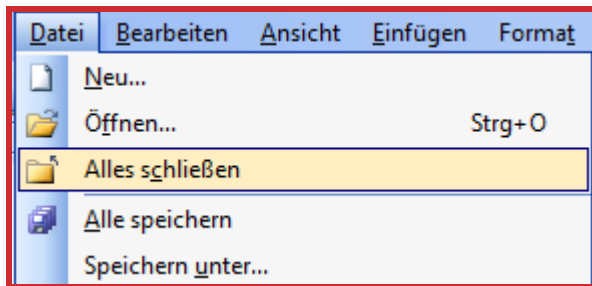 Datei Bearbeiten Ansicht Einfügen Format
Neu...
Öffnen... Strg+O
Alles schließen
Alle speichern
Speichern unter...